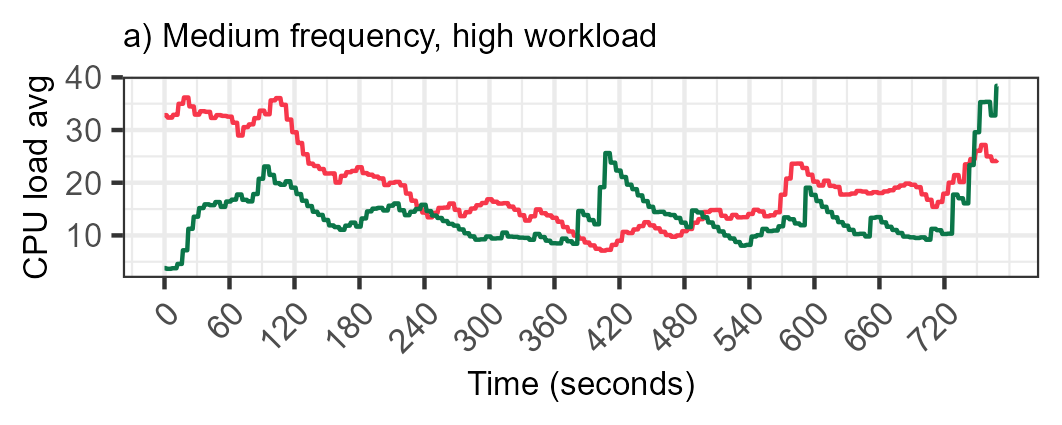 a) Medium frequency, high workload
CPU load avg
40
30
20
10
0 60 120 180 240 300 360 420 480 540 600 660 720
Time (seconds)